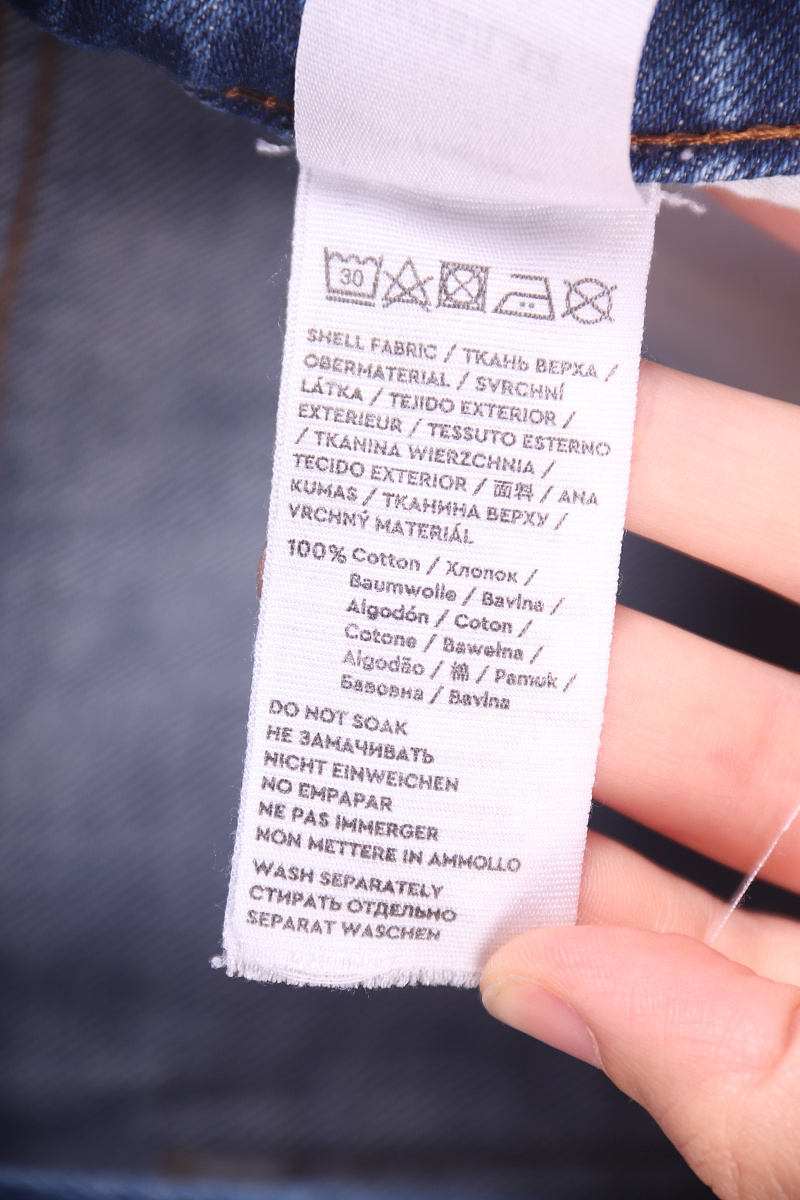 30
SHELL FABRIC / ТКАНЬ ВЕРХА /
OBERMATERIAL / SVRCHNÍ
LÁTKA / TEJIDO EXTERIOR /
EXTERIEUR / TESSUTO ESTERNO
/ TKANINA WIERZCHNIA /
TECIDO EXTERIOR / 面料 / ANA
KUMAS / ТКАНИНА ВЕРХУ /
VRCHNÝ MATERIÁL
100% Cotton / Хлопок /
Baumwolle / Bavlna /
Algodón / Coton /
Cotone / Bawełna /
Algodão / 棉 / Pamuk /
Бавовна / Bavlna
DO NOT SOAK
НЕ ЗАМАЧИВАТЬ
NICHT EINWEICHEN
NO EMPAPAR
NE PAS IMMERGER
NON METTERE IN AMMOLLO
WASH SEPARATELY
СТИРАТЬ ОТДЕЛЬНО
SEPARAT WASCHEN